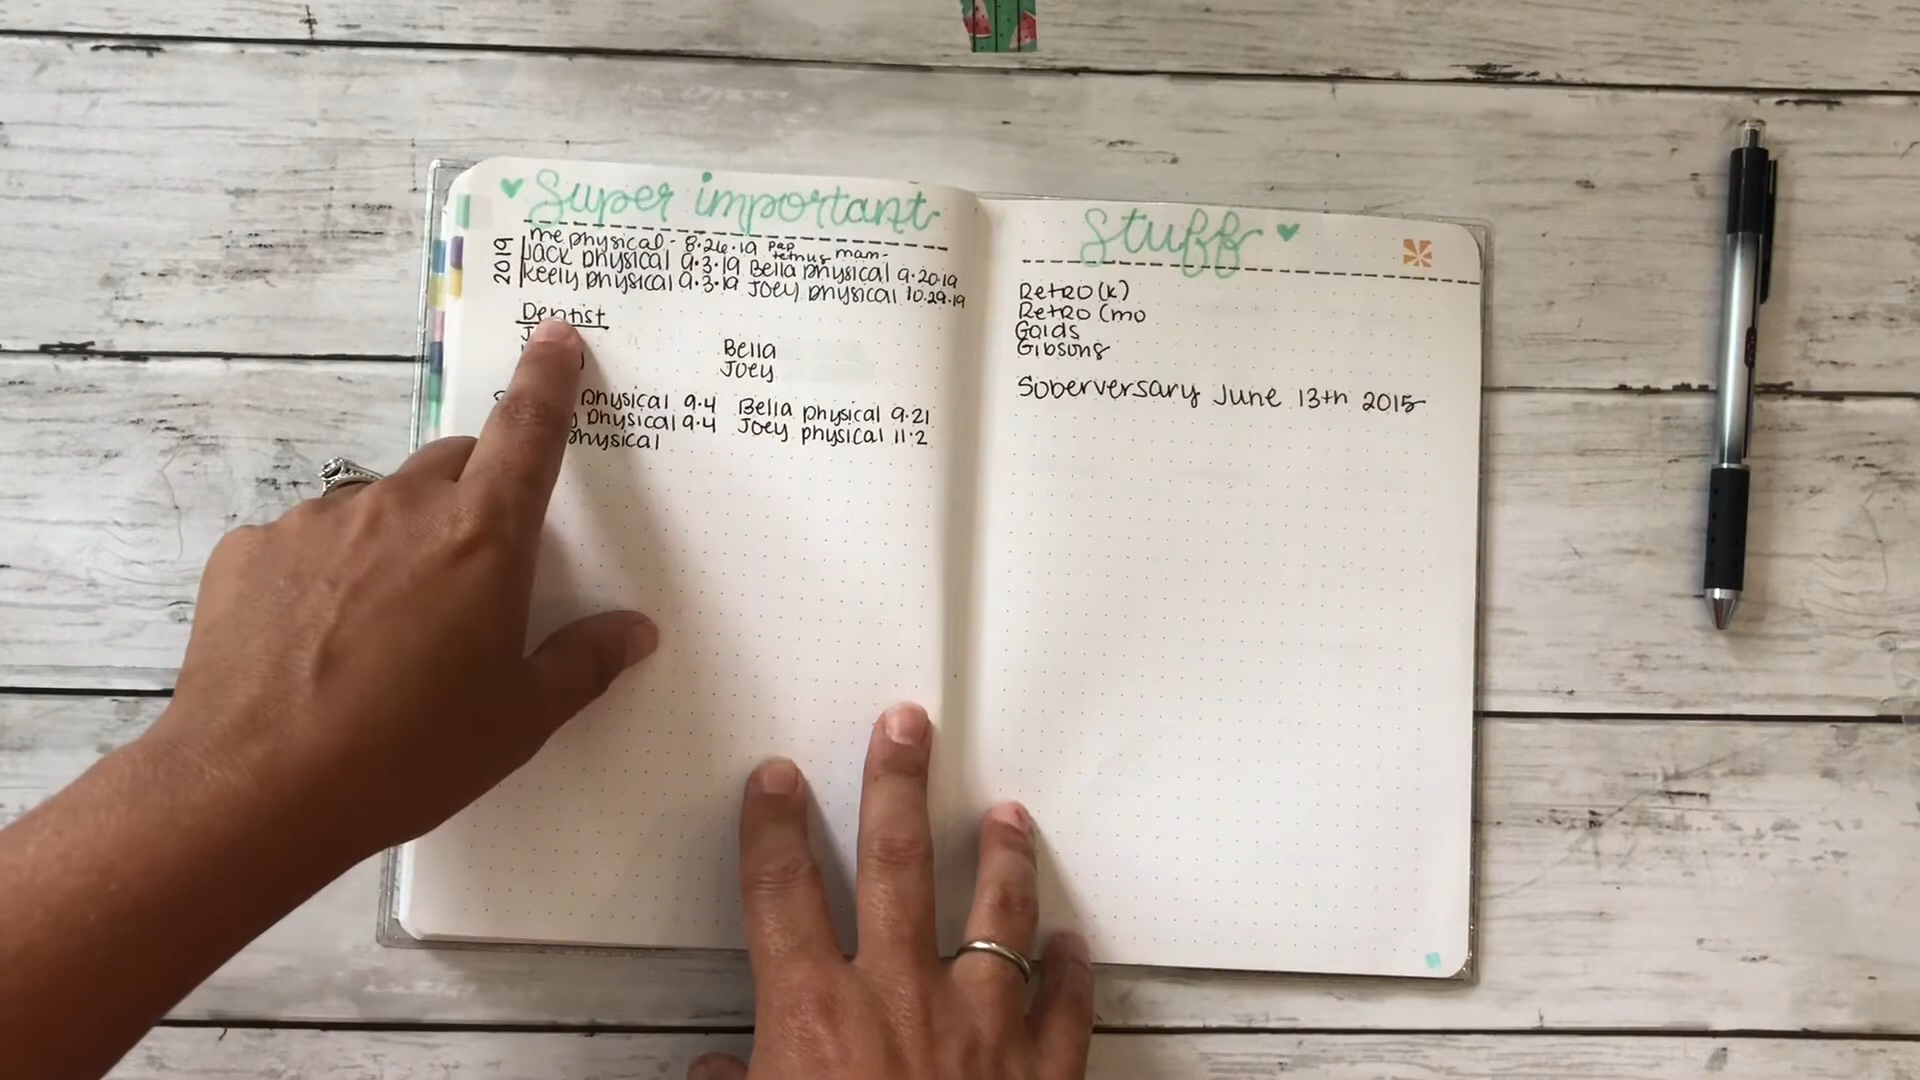 Super important
2019
me physical - 8.26.19 pap tetnus mam-
Jack physical 9.3.19 Bella physical 9.20.19
Keely physical 9.3.19 Joey physical 10.29.19
Dentist
Bella
Joey
physical 9.4 Bella physical 9.21
physical 9.4 Joey physical 11.2
physical
Stuff
Retro (k)
Retro (mo
Goids
Gibsons
Soberversary June 13th 2015